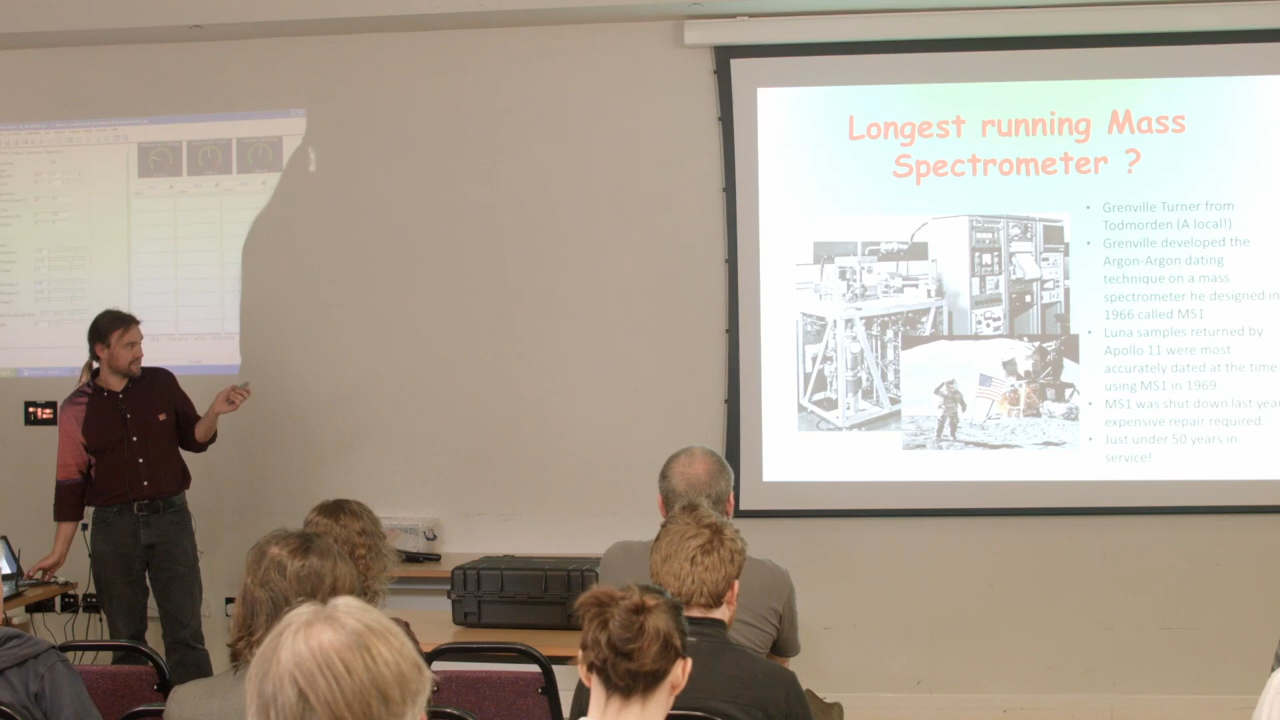 Longest running Mass
Spectrometer ?
• Grenville Turner from
Todmorden (A local!)
• Grenville developed the
Argon-Argon dating
technique on a mass
spectrometer he designed in
1966 called MS1
• Luna samples returned by
Apollo 11 were most
accurately dated at the time
using MS1 in 1969
• MS1 was shut down last year
expensive repair required.
• Just under 50 years in
service!